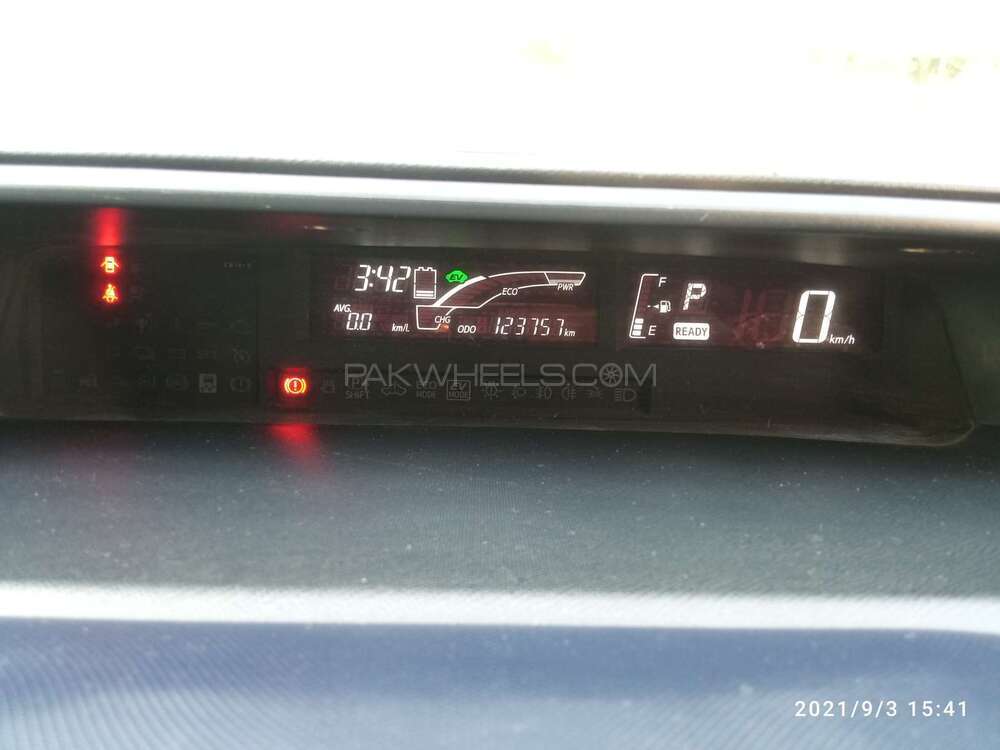 3:42
EV
ECO
PWR
AVG.
0.0 km/L
CHG
ODO 123757 km
F
E
P
READY
0 km/h
PAKWHEELS.COM
P
SHIFT
ECO
MODE
EV
MODE
2021/9/3 15:41